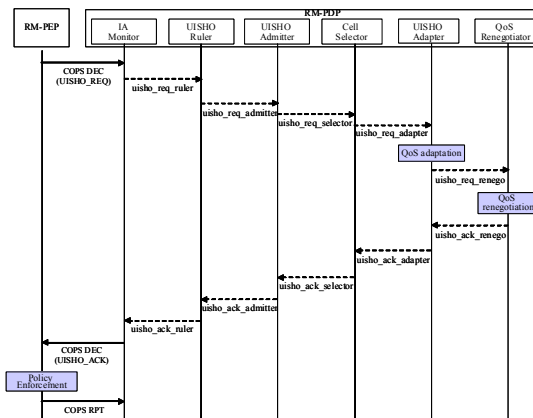 RM-PDP
RM-PEP
IA
Monitor
UISHO
Ruler
UISHO
Admitter
Cell
Selector
UISHO
Adapter
QoS
Renegotiator
COPS DEC
(UISHO_REQ)
uisho_req_ruler
uisho_req_admitter
uisho_req_selector
uisho_req_adapter
QoS adaptation
uisho_req_renego
QoS
renegotiation
uisho_ack_renego
uisho_ack_adapter
uisho_ack_selector
uisho_ack_admitter
uisho_ack_ruler
COPS DEC
(UISHO_ACK)
Policy
Enforcement
COPS RPT